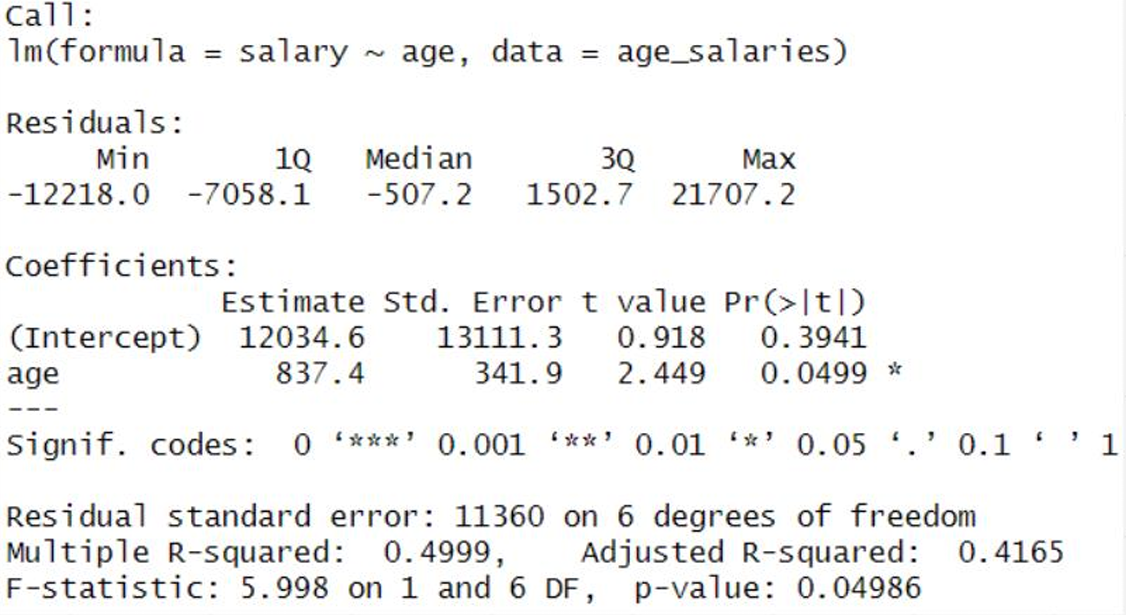 Call:
lm(formula = salary ~ age, data = age_salaries)
Residuals:
Min 1Q Median 3Q Max
-12218.0 -7058.1 -507.2 1502.7 21707.2
Coefficients:
Estimate Std. Error t value Pr(>|t|)
(Intercept) 12034.6 13111.3 0.918 0.3941
age 837.4 341.9 2.449 0.0499 *
---
Signif. codes: 0 ‘***’ 0.001 ‘**’ 0.01 ‘*’ 0.05 ‘.’ 0.1 ‘ ’ 1
Residual standard error: 11360 on 6 degrees of freedom
Multiple R-squared: 0.4999, Adjusted R-squared: 0.4165
F-statistic: 5.998 on 1 and 6 DF, p-value: 0.04986